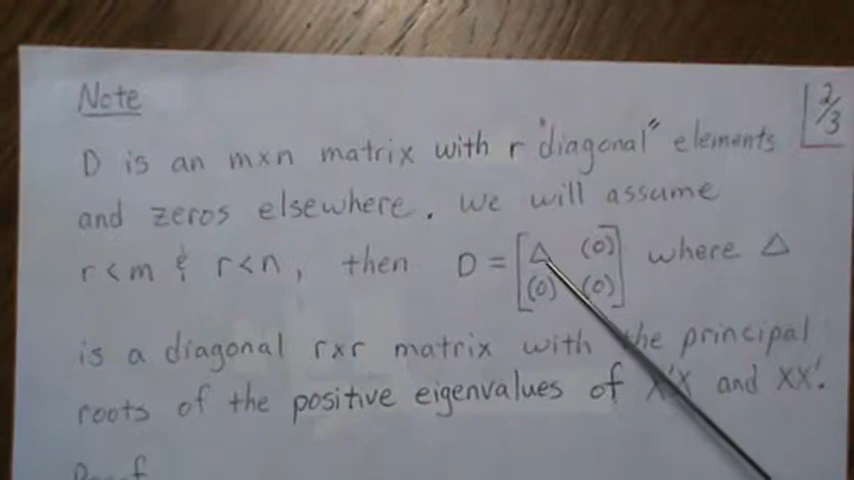 Note
2/3
D is an m×n matrix with r "diagonal" elements
and zeros elsewhere. We will assume
r<m & r<n, then D = [Δ (0) (0) (0)] where Δ
is a diagonal r×r matrix with the principal
roots of the positive eigenvalues of X'X and XX'.
Proof